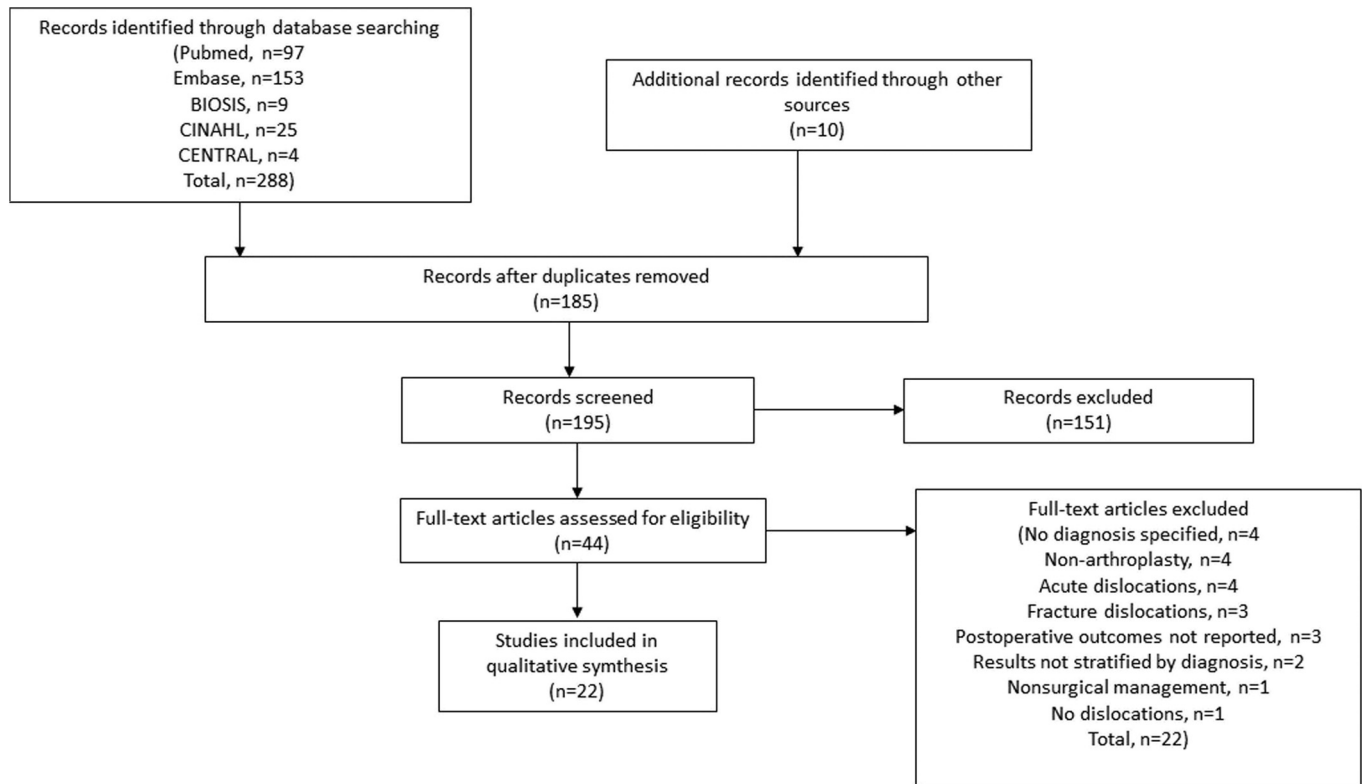 Records identified through database searching
(Pubmed, n=97
Embase, n=153
BIOSIS, n=9
CINAHL, n=25
CENTRAL, n=4
Total, n=288)
Additional records identified through other
sources
(n=10)
Records after duplicates removed
(n=185)
Records screened
(n=195)
Records excluded
(n=151)
Full-text articles assessed for eligibility
(n=44)
Full-text articles excluded
(No diagnosis specified, n=4
Non-arthroplasty, n=4
Acute dislocations, n=4
Fracture dislocations, n=3
Postoperative outcomes not reported, n=3
Results not stratified by diagnosis, n=2
Nonsurgical management, n=1
No dislocations, n=1
Total, n=22)
Studies included in
qualitative symthesis
(n=22)